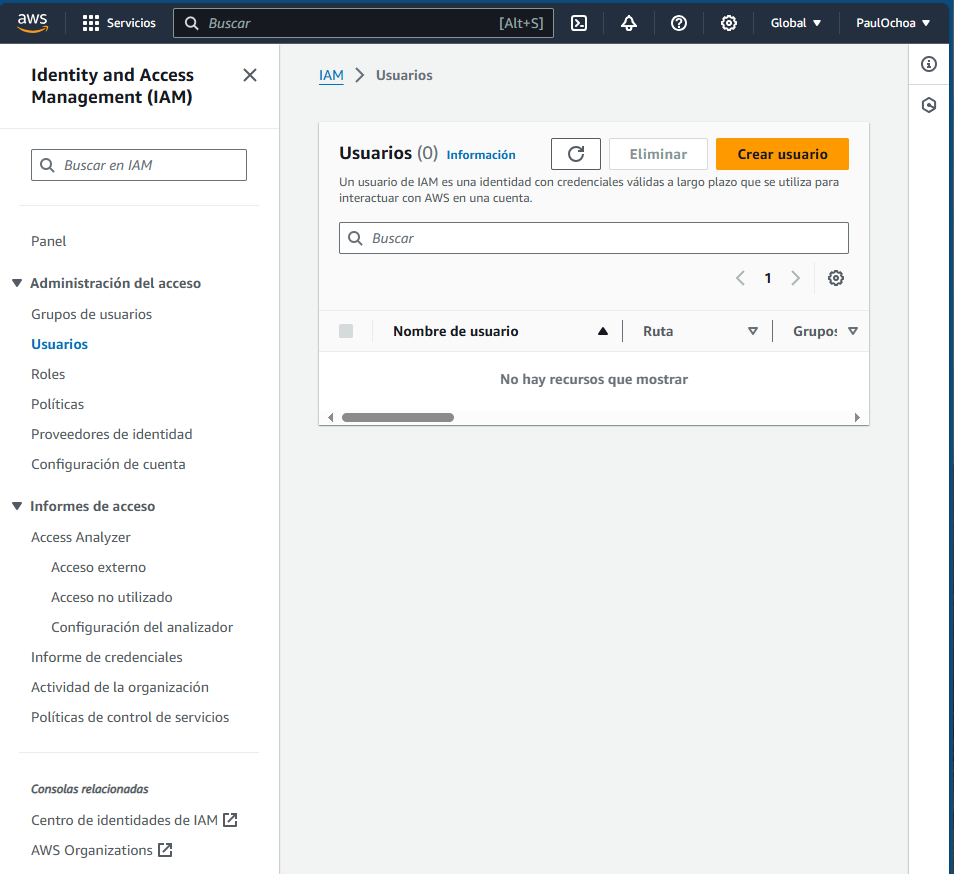 aws
Servicios
Buscar
[Alt+S]
Global
PaulOchoa
Identity and Access
Management (IAM)
Buscar en IAM
Panel
Administración del acceso
Grupos de usuarios
Usuarios
Roles
Políticas
Proveedores de identidad
Configuración de cuenta
Informes de acceso
Access Analyzer
Acceso externo
Acceso no utilizado
Configuración del analizador
Informe de credenciales
Actividad de la organización
Políticas de control de servicios
Consolas relacionadas
Centro de identidades de IAM
AWS Organizations
IAM > Usuarios
Usuarios (0) Información
Eliminar
Crear usuario
Un usuario de IAM es una identidad con credenciales válidas a largo plazo que se utiliza para
interactuar con AWS en una cuenta.
Buscar
1
Nombre de usuario
Ruta
Grupos
No hay recursos que mostrar